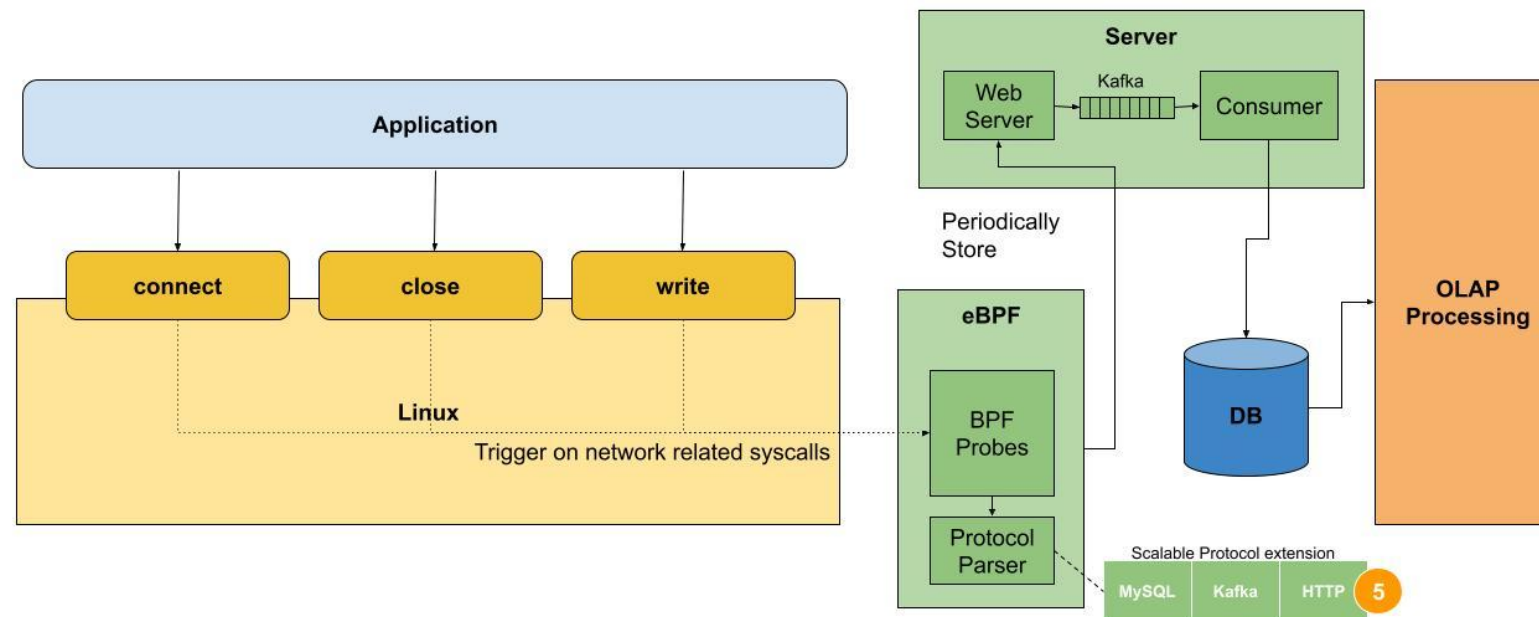 Server
Kafka
Web
Server
Consumer
Application
Periodically
Store
connect
close
write
OLAP
Processing
eBPF
Linux
BPF
Probes
DB
Trigger on network related syscalls
Protocol
Parser
Scalable Protocol extension
MySQL
Kafka
HTTP
5